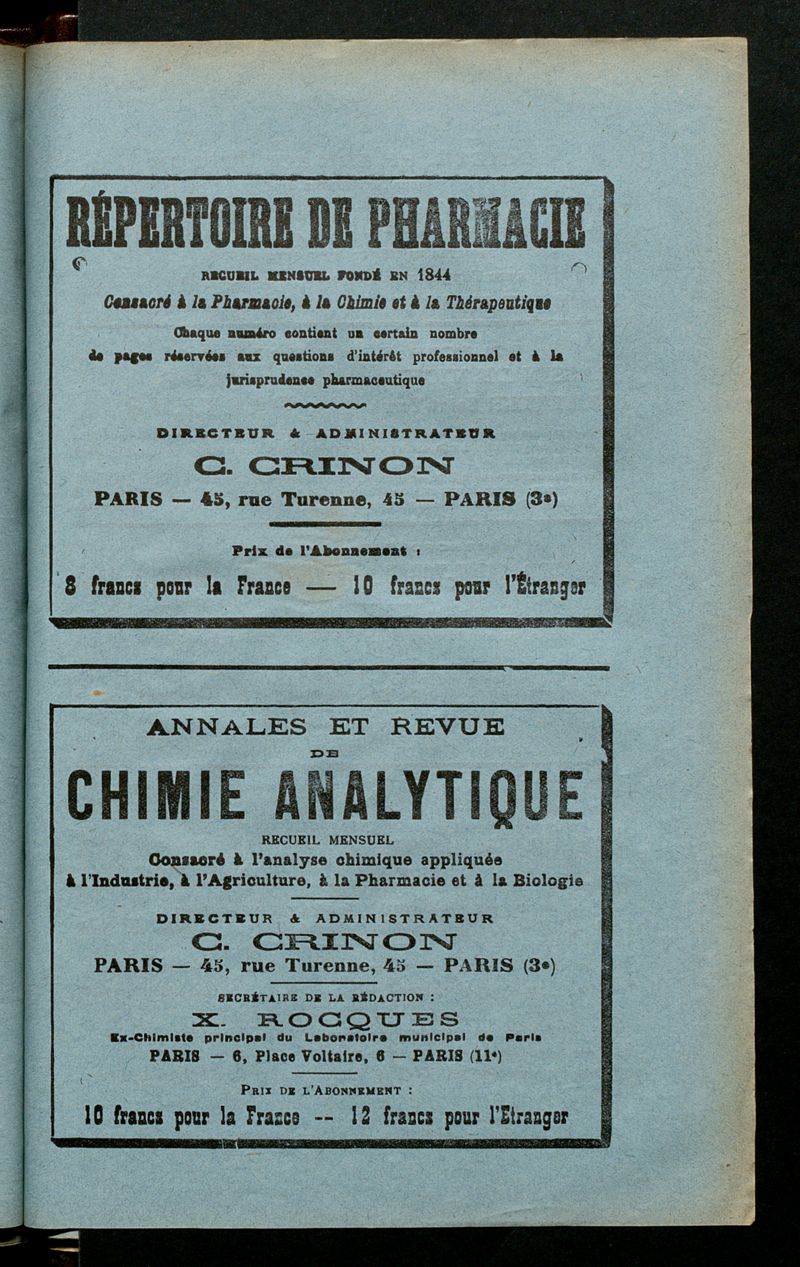 RÉPERTOIRE DE PHARMACIE
RECUEIL MENSUEL FONDÉ EN 1844
Consacré à la Pharmacie, à la Chimie et à la Thérapeutique
Chaque numéro contient un certain nombre
de pages réservées aux questions d'intérêt professionnel et à la
jurisprudence pharmaceutique
DIRECTEUR & ADMINISTRATEUR
C. CRINON
PARIS — 45, rue Turenne, 45 — PARIS (3e)
Prix de l'Abonnement :
8 francs pour la France — 10 francs pour l'Étranger
ANNALES ET REVUE
DE
CHIMIE ANALYTIQUE
RECUEIL MENSUEL
Consacré à l'analyse chimique appliquée
à l'Industrie, à l'Agriculture, à la Pharmacie et à la Biologie
DIRECTEUR & ADMINISTRATEUR
C. CRINON
PARIS — 45, rue Turenne, 45 — PARIS (3e)
SECRÉTAIRE DE LA RÉDACTION :
X. ROCQUES
Ex-Chimiste principal du Laboratoire municipal de Paris
PARIS — 6, Place Voltaire, 6 — PARIS (11e)
PRIX DE L'ABONNEMENT :
10 francs pour la France -- 12 francs pour l'Etranger